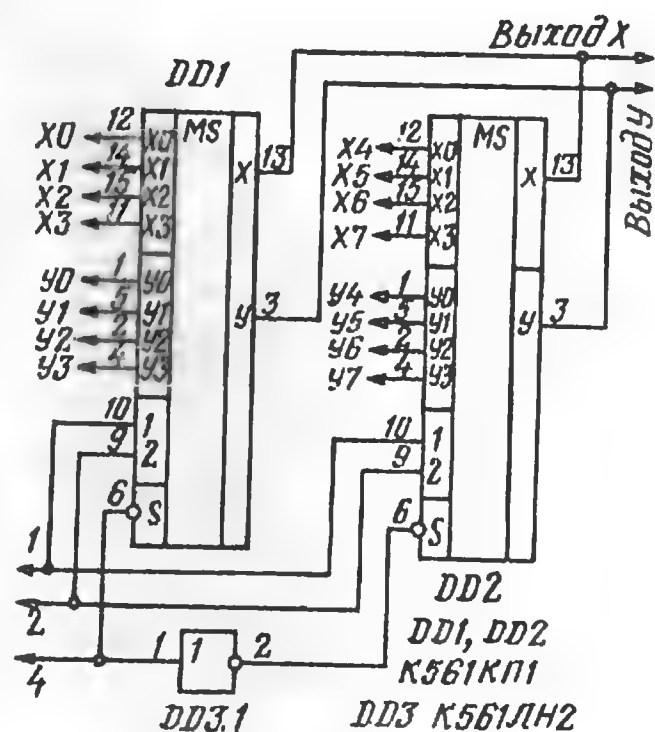 Выход X
Выход У
DD1
MS
X0 12 X0
X1 14 X1
X2 15 X2
X3 11 X3
У0 1 У0
У1 5 У1
У2 2 У2
У3 4 У3
10 1
9 2
6 S
X 13
У 3
MS
X4 12 X0
X5 14 X1
X6 15 X2
X7 11 X3
У4 1 У0
У5 5 У1
У6 2 У2
У7 4 У3
10 1
9 2
6 S
X 13
У 3
1
2
4
1 1 2
DD3.1
DD2
DD1, DD2
К561КП1
DD3 К561ЛН2